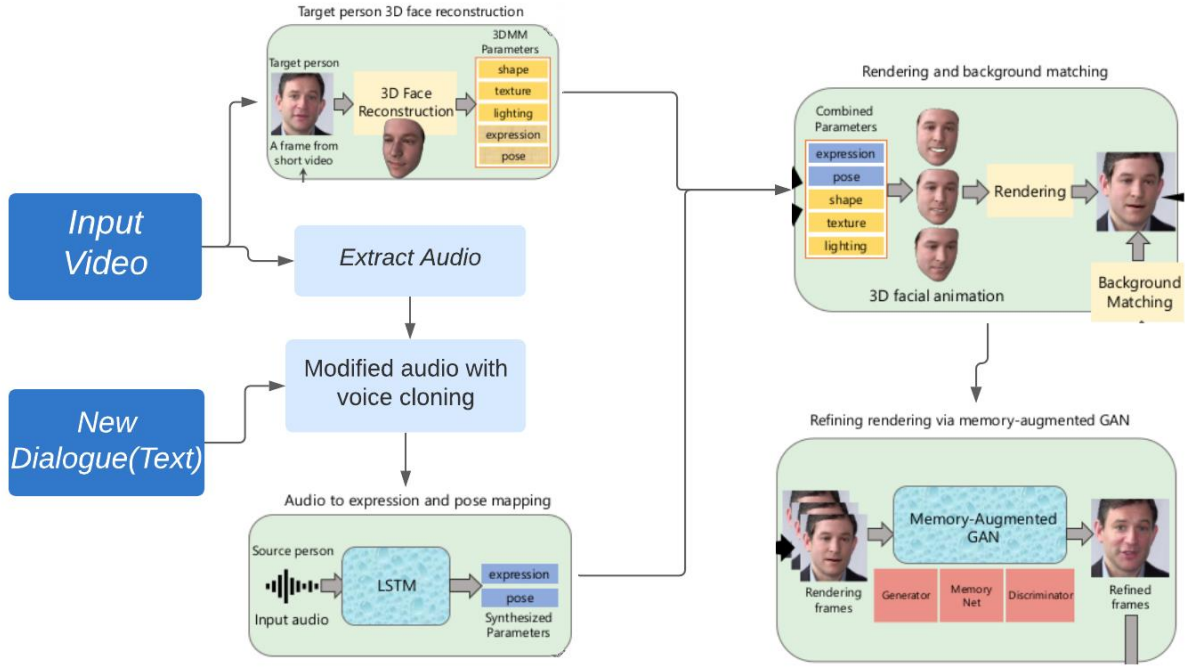 Target person 3D face reconstruction
3DMM
Parameters
Target person
3D Face
Reconstruction
shape
texture
lighting
expression
pose
A frame from
short video
Input
Video
Extract Audio
Modified audio with
voice cloning
New
Dialogue(Text)
Audio to expression and pose mapping
Source person
Input audio
LSTM
expression
pose
Synthesized
Parameters
Rendering and background matching
Combined
Parameters
expression
pose
shape
texture
lighting
Rendering
3D facial animation
Background
Matching
Refining rendering via memory-augmented GAN
Memory-Augmented
GAN
Rendering
frames
Generator
Memory
Net
Discriminator
Refined
frames